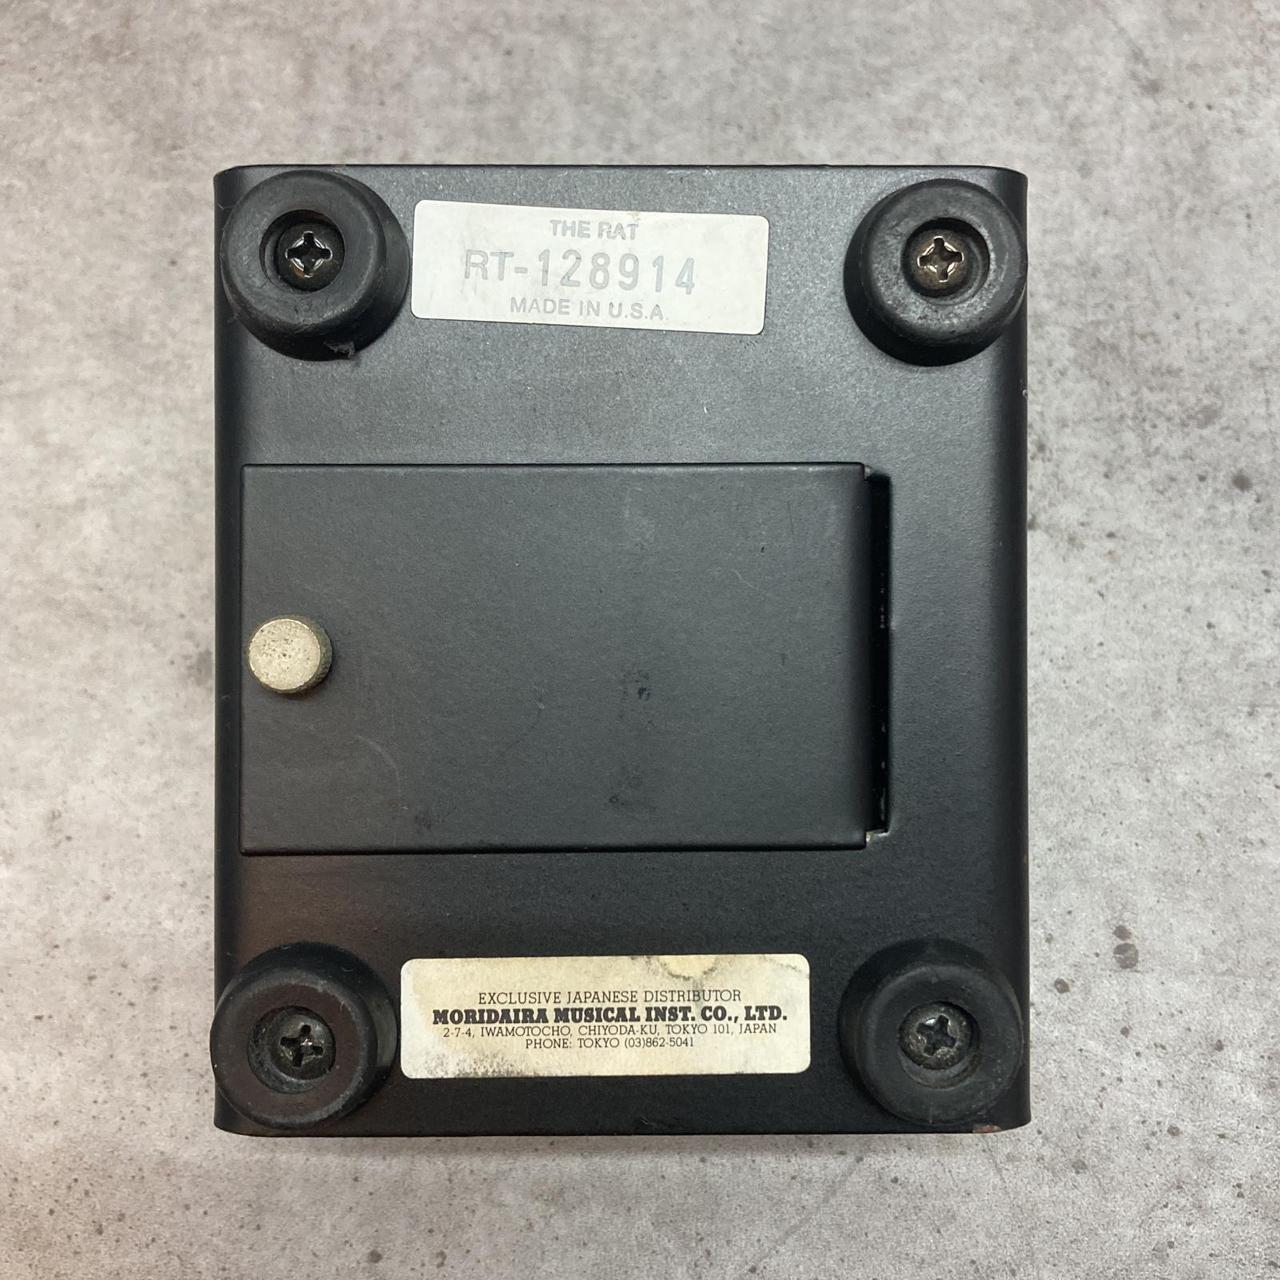 THE RAT
RT-128914
MADE IN U.S.A.
EXCLUSIVE JAPANESE DISTRIBUTOR
MORIDAIRA MUSICAL INST. CO., LTD.
2-7-4, IWAMOTOCHO, CHIYODA-KU, TOKYO 101, JAPAN
PHONE: TOKYO (03)862-5041